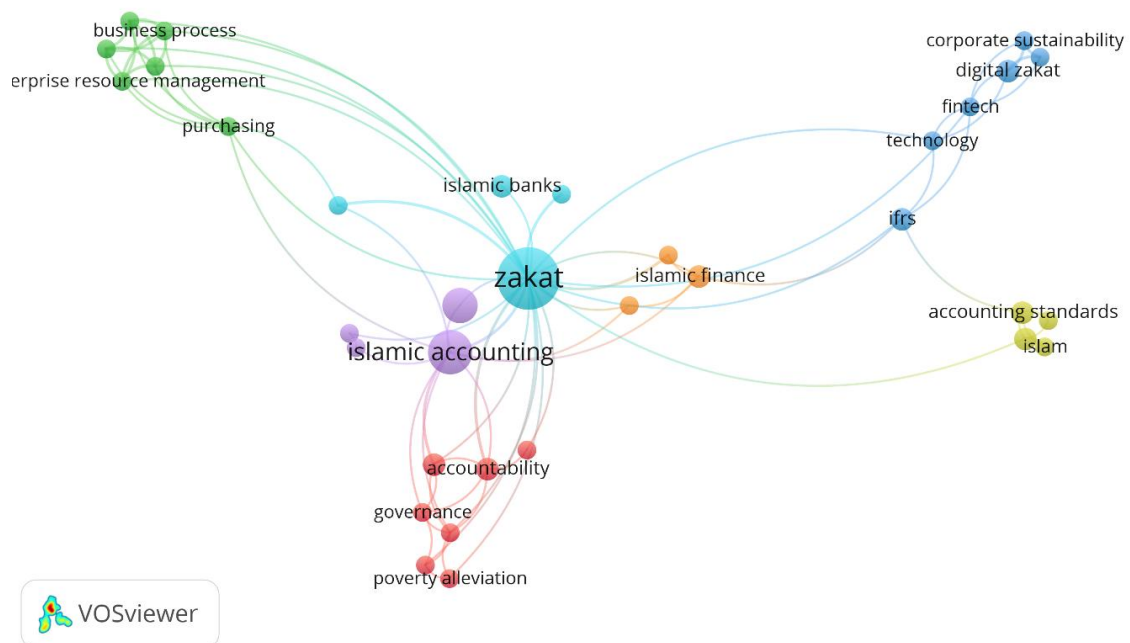 business process
erprise resource management
purchasing
corporate sustainability
digital zakat
fintech
technology
islamic banks
ifrs
zakat
islamic finance
accounting standards
islam
islamic accounting
accountability
governance
poverty alleviation
VOSviewer